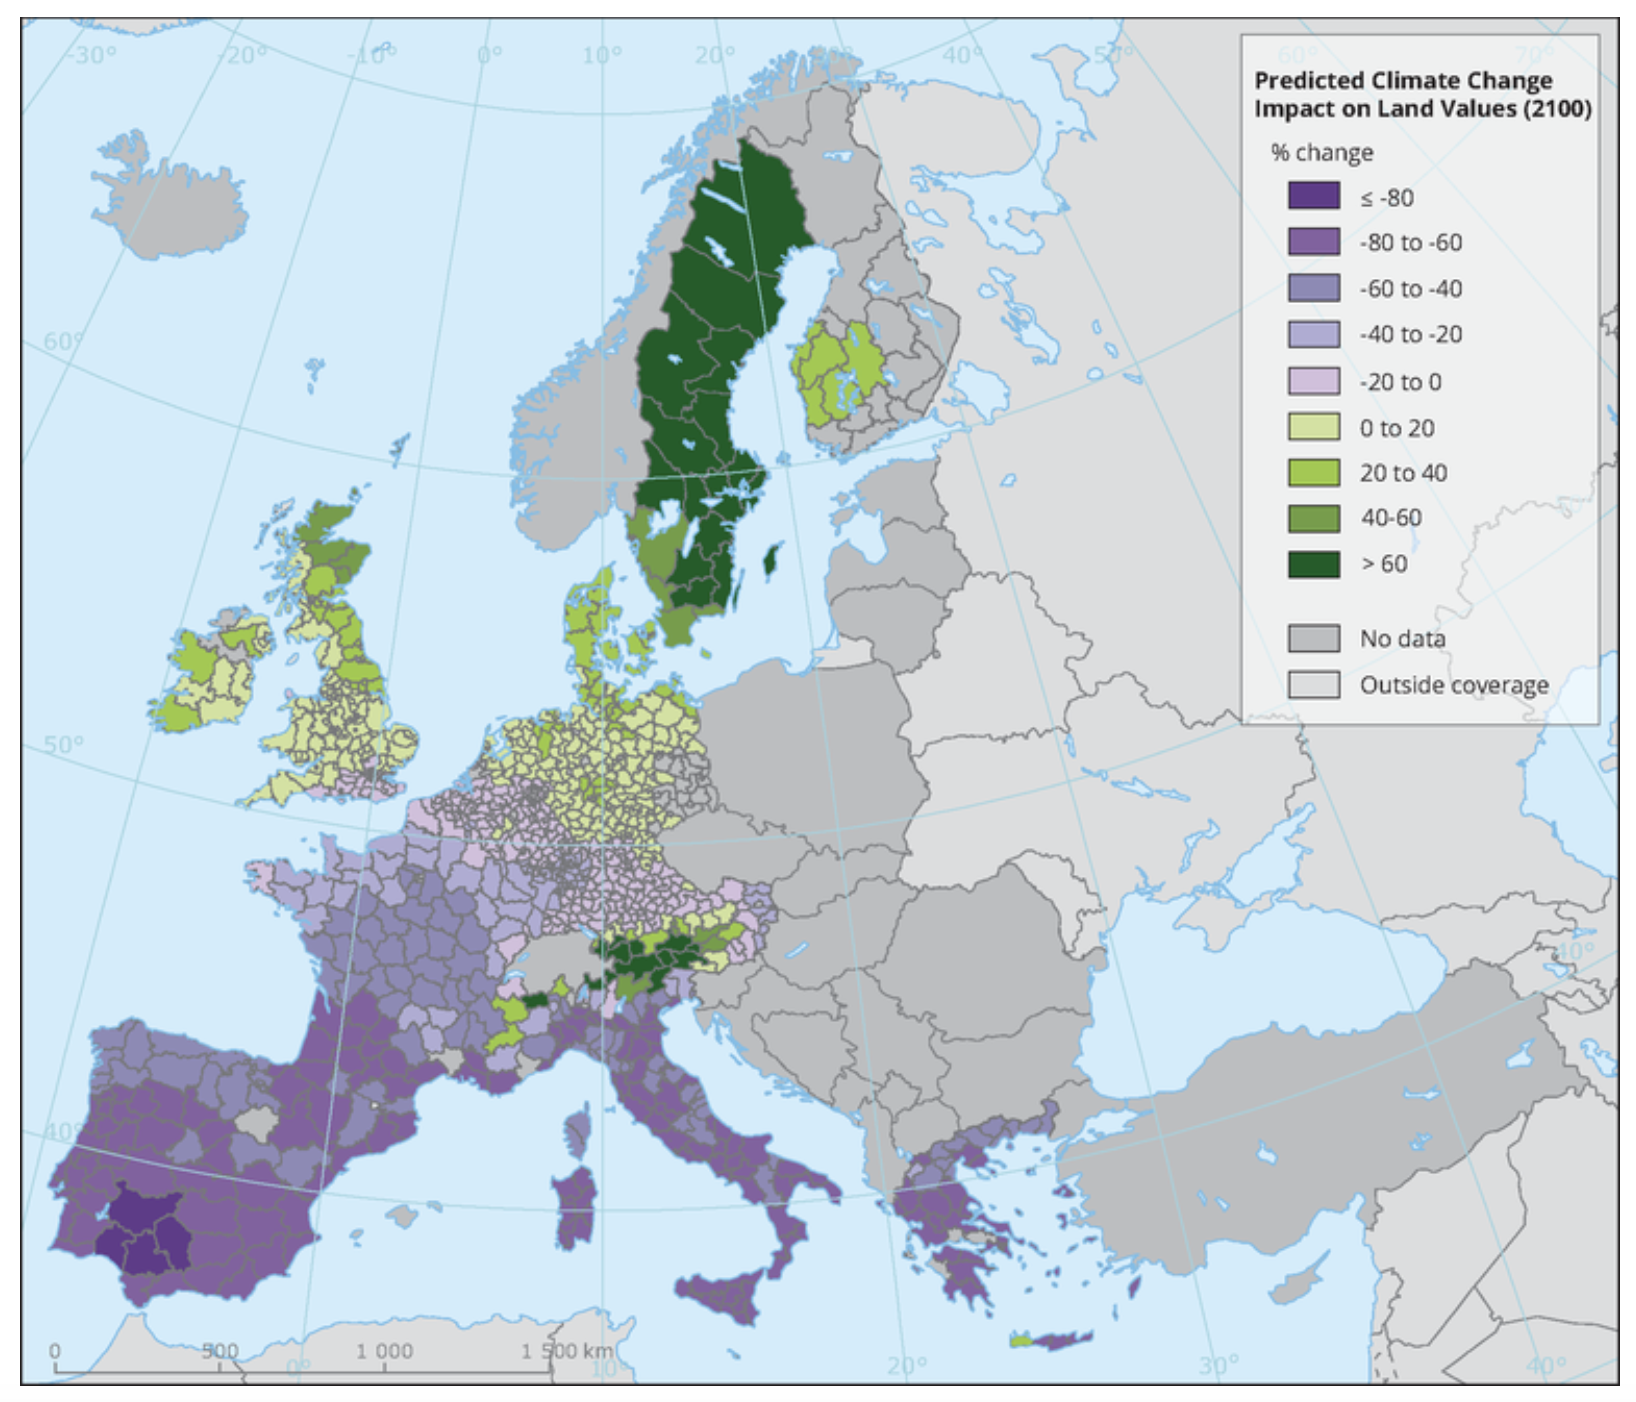 -30°
-20°
-10°
0°
10°
20°
30°
40°
50°
60°
70°
Predicted Climate Change
Impact on Land Values (2100)
% change
≤ -80
-80 to -60
-60 to -40
-40 to -20
-20 to 0
0 to 20
20 to 40
40-60
> 60
No data
Outside coverage
60°
50°
40°
40°
0
500
1 000
1 500 km
0°
10°
20°
30°
40°